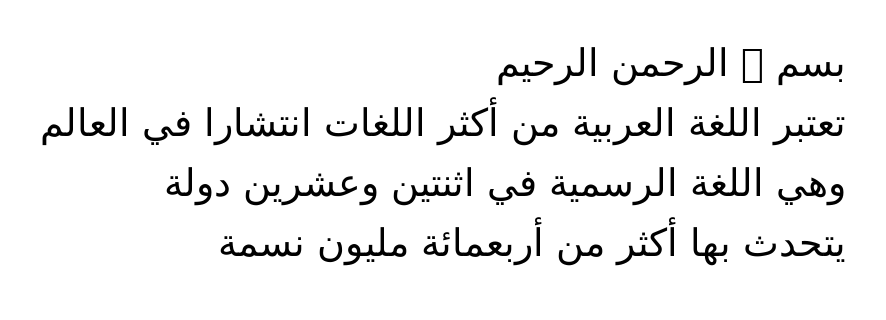 بسم الرحمن الرحيم
تعتبر اللغة العربية من أكثر اللغات انتشارا في العالم
وهي اللغة الرسمية في اثنتين وعشرين دولة
يتحدث بها أكثر من أربعمائة مليون نسمة